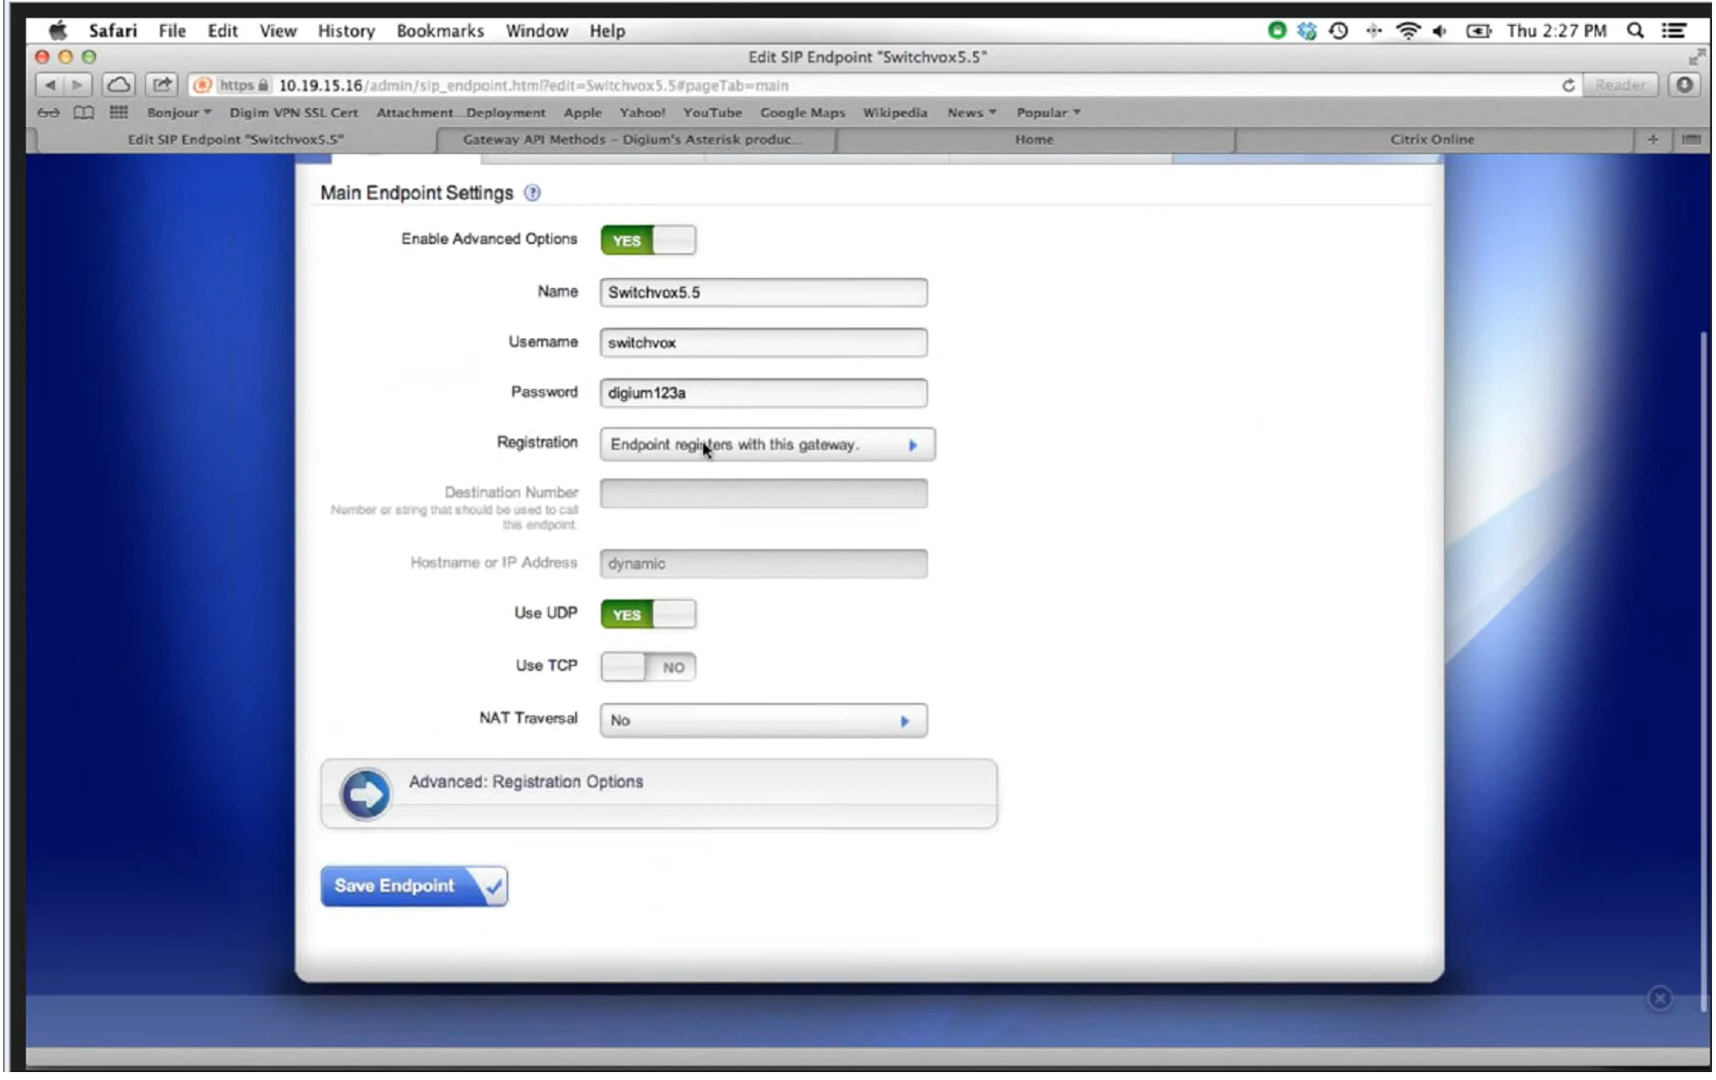 Safari File Edit View History Bookmarks Window Help Thu 2:27 PM
Edit SIP Endpoint "Switchvox5.5"
https 10.19.15.16/admin/sip_endpoint.html?edit=Switchvox5.5#pageTab=main Reader
Bonjour Digim VPN SSL Cert Attachment...Deployment Apple Yahoo! YouTube Google Maps Wikipedia News Popular
Edit SIP Endpoint "Switchvox5.5" Gateway API Methods – Digium's Asterisk produc... Home Citrix Online
Main Endpoint Settings ?
Enable Advanced Options YES
Name Switchvox5.5
Username switchvox
Password digium123a
Registration Endpoint registers with this gateway.
Destination Number
Number or string that should be used to call
this endpoint.
Hostname or IP Address dynamic
Use UDP YES
Use TCP NO
NAT Traversal No
Advanced: Registration Options
Save Endpoint